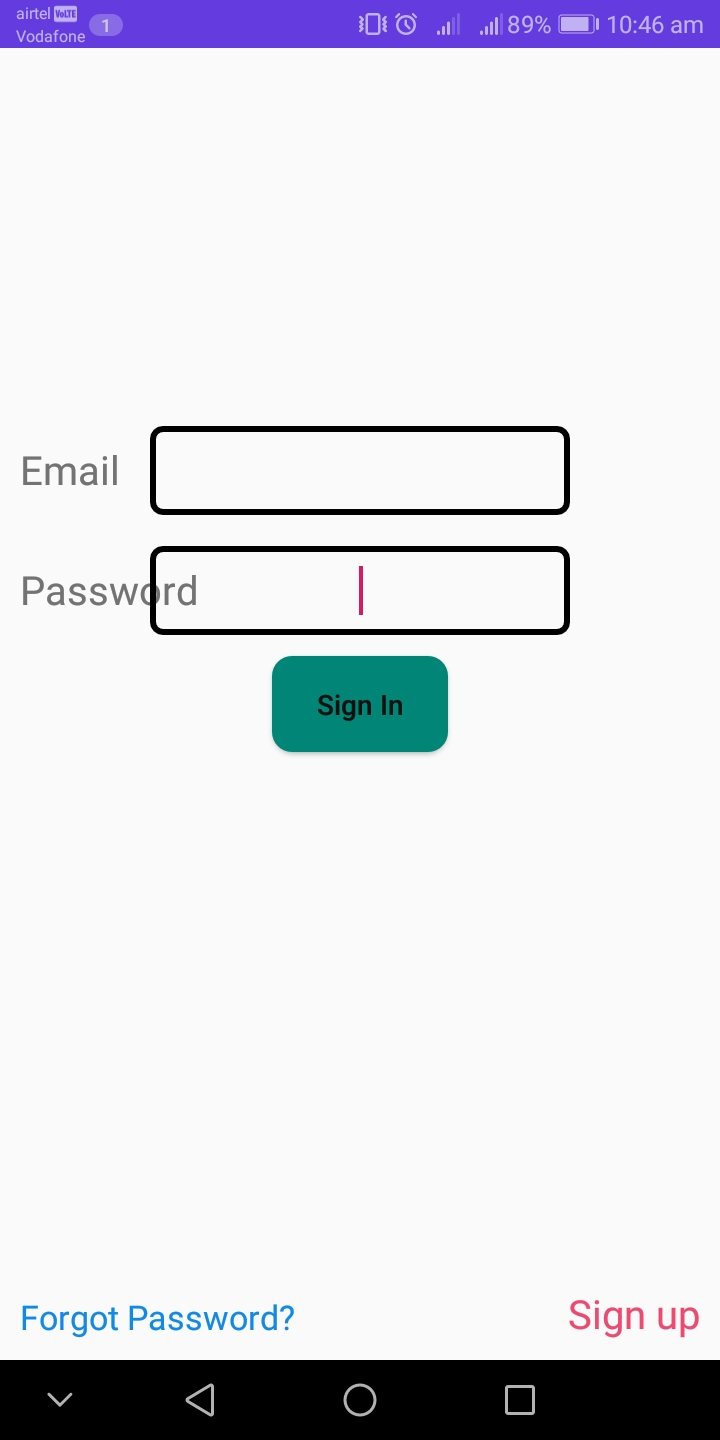 airtel VoLTE
Vodafone 1
89% 10:46 am
Email
Password
Sign In
Forgot Password?
Sign up